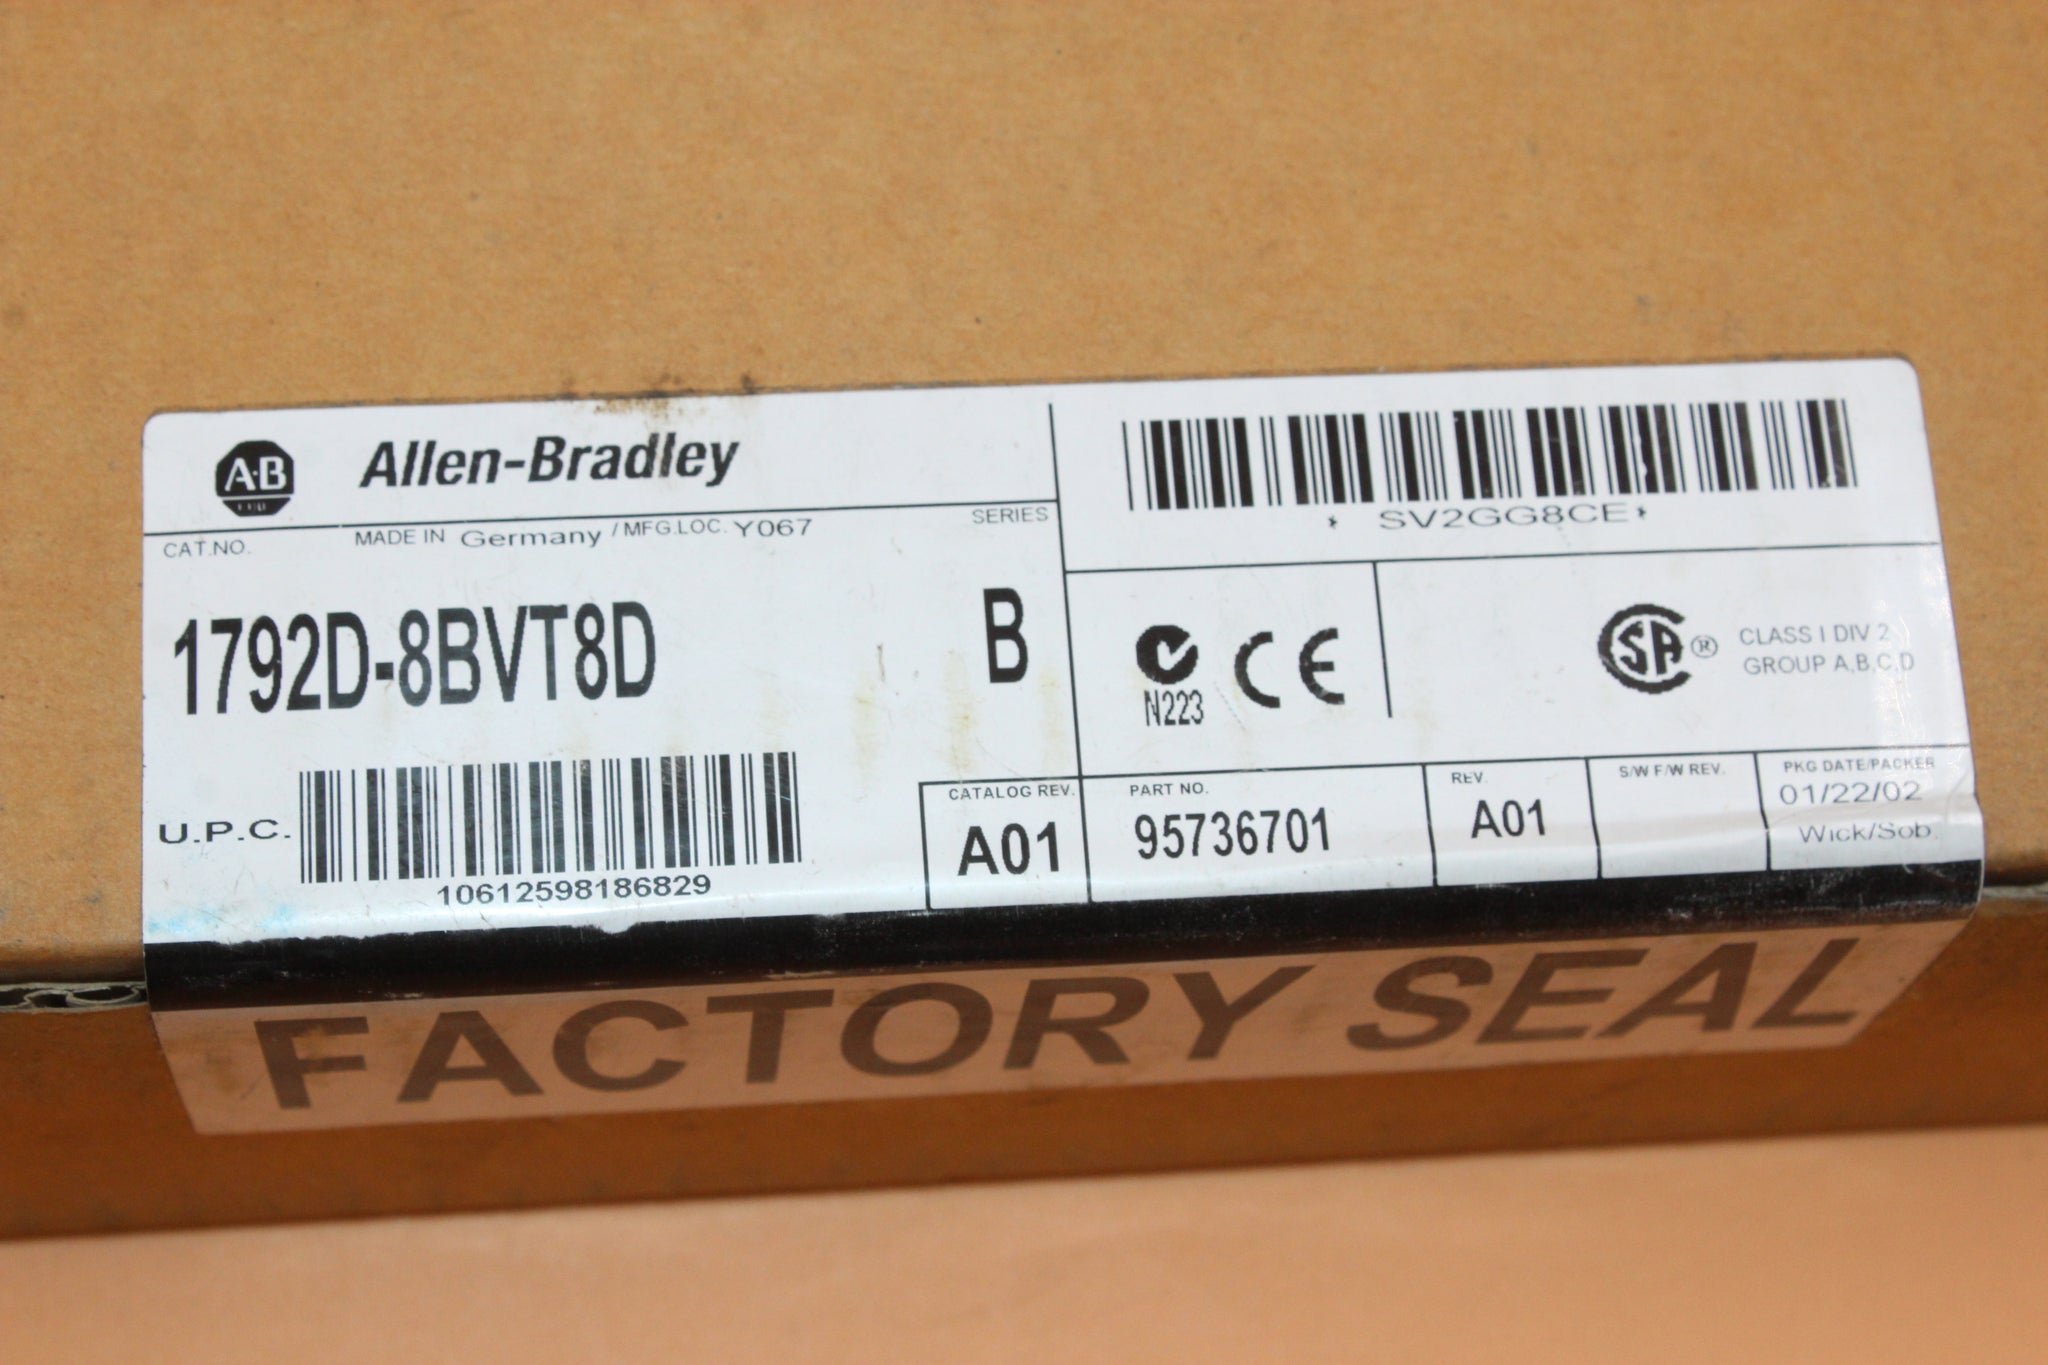 A·B
Allen-Bradley
* SV2GG8CE*
CAT.NO. MADE IN Germany / MFG.LOC. Y067 SERIES
1792D-8BVT8D B
N223 CE
SA ® CLASS I DIV 2
GROUP A,B,C,D
U.P.C.
10612598186829
CATALOG REV.
A01
PART NO.
95736701
REV.
A01
S/W F/W REV.
PKG DATE/PACKER
01/22/02
Wick/Sob.
FACTORY SEAL